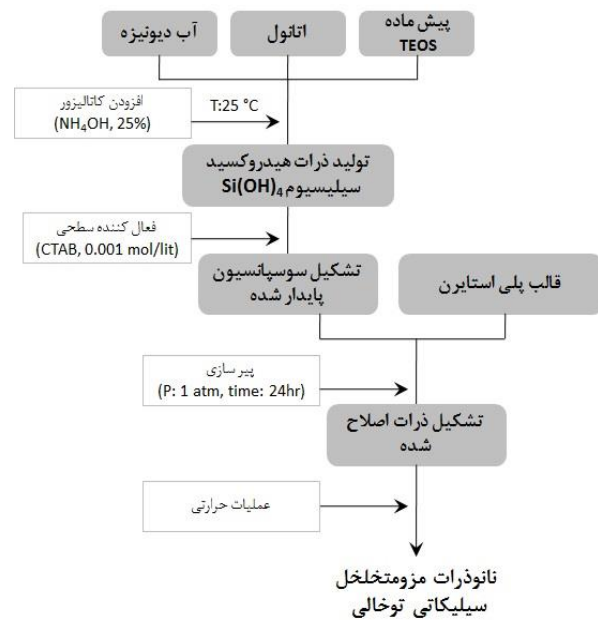 پیش ماده
TEOS
اتانول
آب دیونیزه
افزودن کاتالیزور
(NH₄OH, 25%)
T:25 °C
تولید ذرات هیدروکسید
سیلیسیوم Si(OH)₄
فعال کننده سطحی
(CTAB, 0.001 mol/lit)
قالب پلی استایرن
تشکیل سوسپانسیون
پایدار شده
پیر سازی
(P: 1 atm, time: 24hr)
تشکیل ذرات اصلاح
شده
عملیات حرارتی
نانوذرات مزومتخلخل
سیلیکاتی توخالی